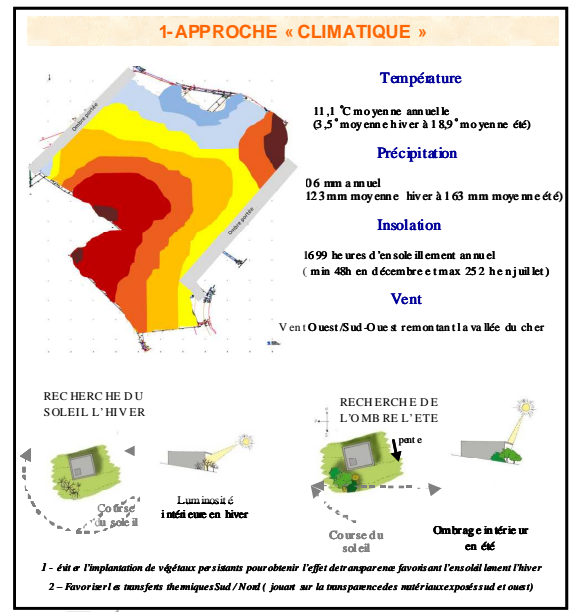 1-APPROCHE « CLIMATIQUE »
Ombre portée
Ombre portée
Température
11,1 °C moyenne annuelle
(3,5° moyenne hiver à 18,9° moyenne été)
Précipitation
06 mm annuel
123 mm moyenne hiver à 163 mm moyenne été)
Insolation
1699 heures d'ensoleillement annuel
( min 48h en décembre et max 252 h en juillet)
Vent
Vent Ouest/Sud-Ouest remontant la vallée du cher
RECHERCHE DU
SOLEIL L'HIVER
Course
du soleil
Luminosité
intérieure en hiver
RECHERCHE DE
L'OMBRE L'ETE
pente
Course du
soleil
Ombrage intérieur
en été
1 - éviter l'implantation de végétaux persistants pour obtenir l'effet de transparence favorisant l'ensoleillement l'hiver
2 – Favoriser les transferts thermiques Sud / Nord ( jouant sur la transparence des matériaux exposés sud et ouest)